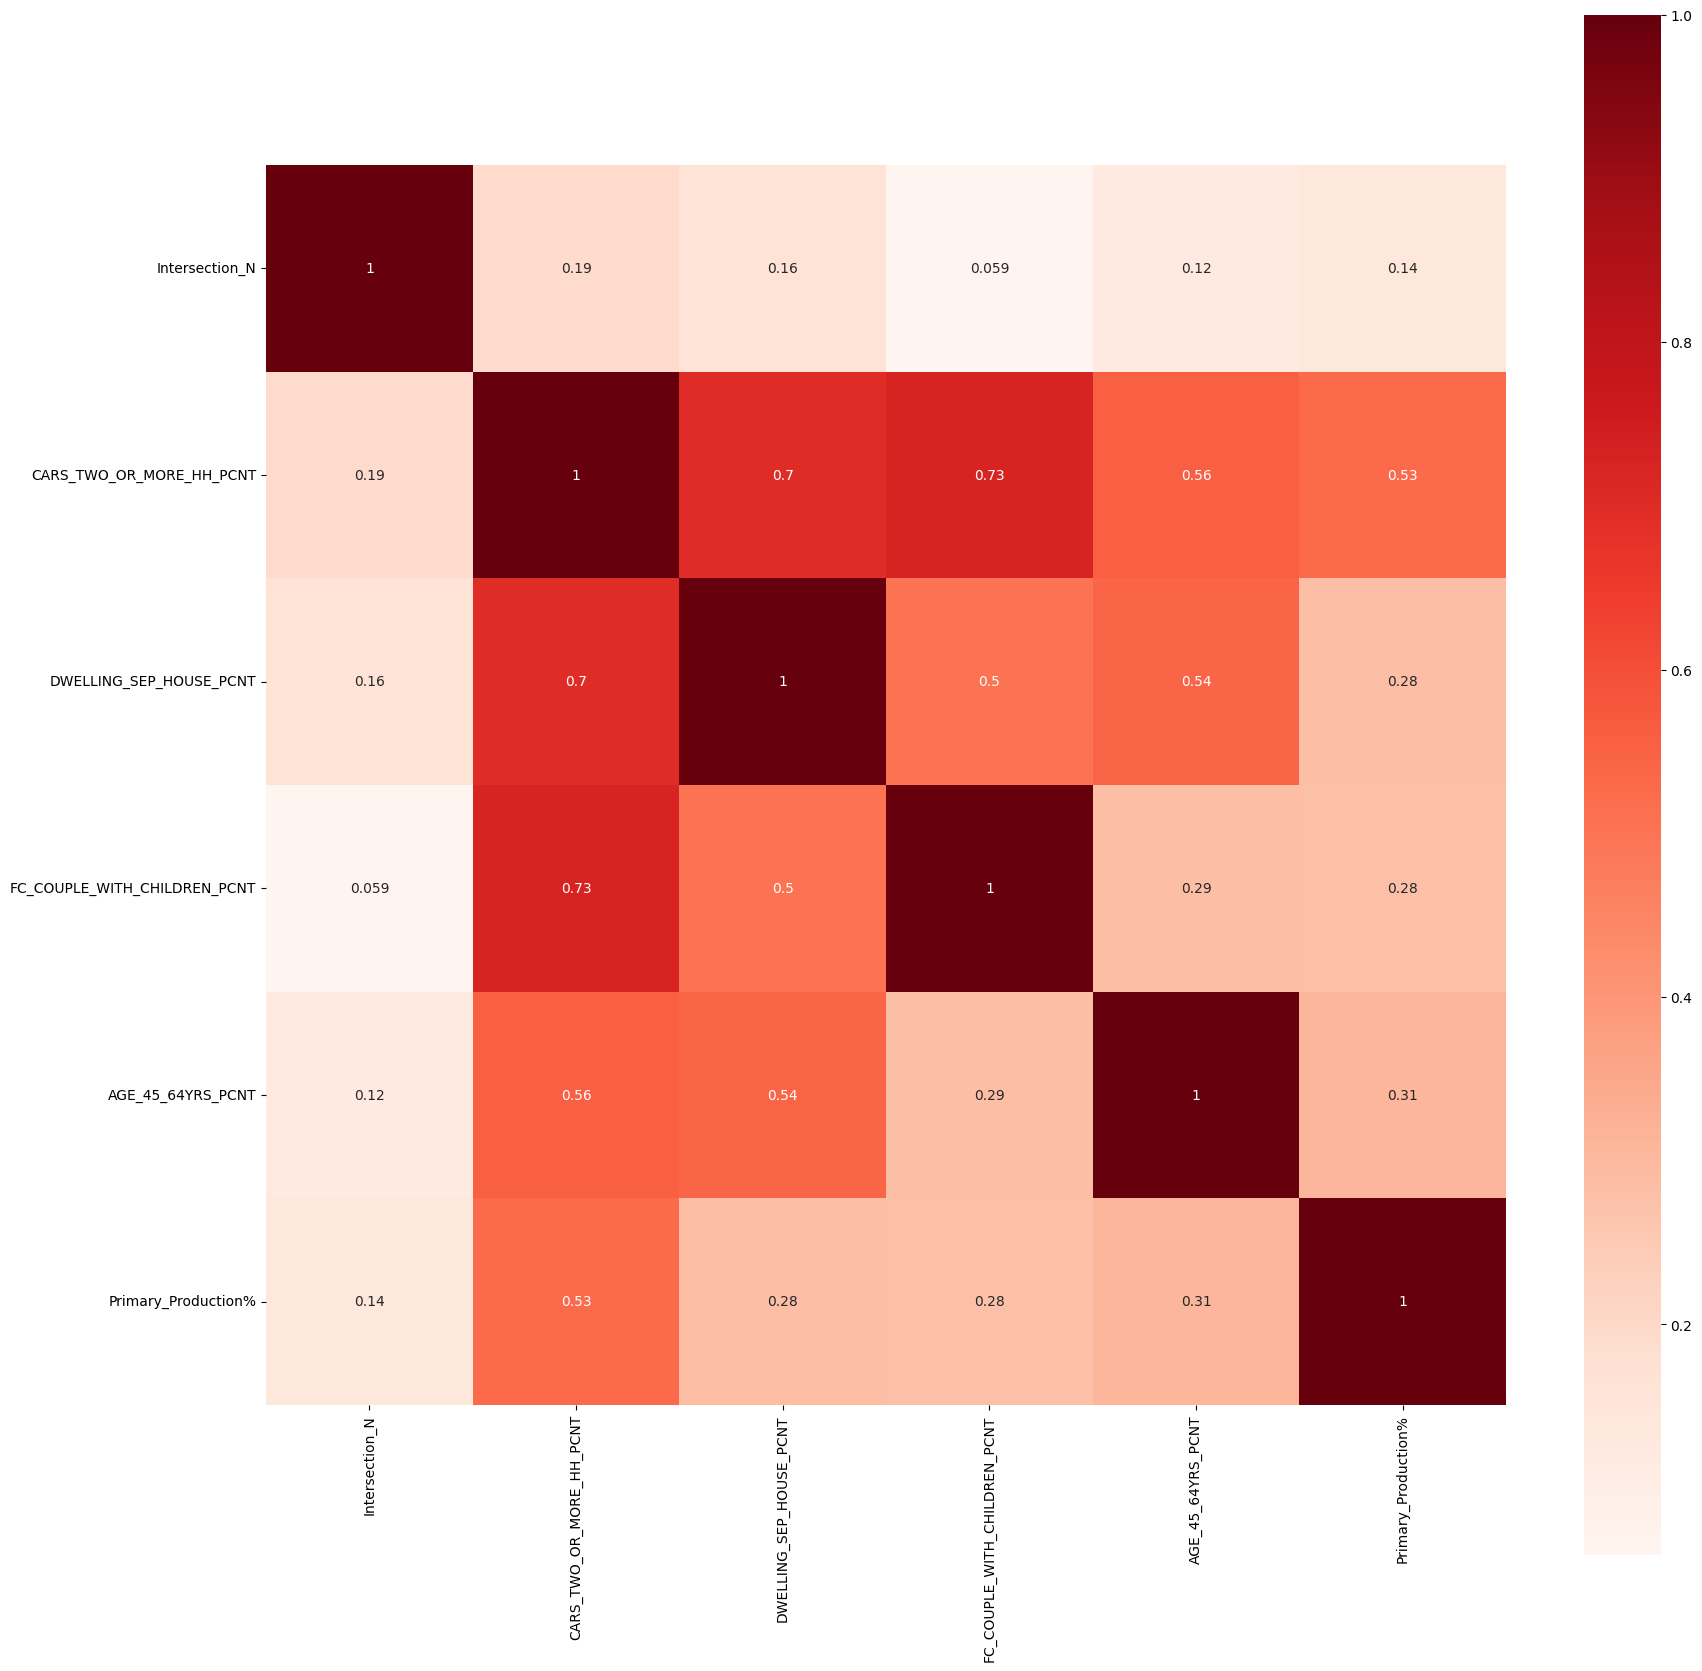 1.0
Intersection_N
1 0.19 0.16 0.059 0.12 0.14
0.8
CARS_TWO_OR_MORE_HH_PCNT
0.19 1 0.7 0.73 0.56 0.53
DWELLING_SEP_HOUSE_PCNT
0.16 0.7 1 0.5 0.54 0.28
0.6
FC_COUPLE_WITH_CHILDREN_PCNT
0.059 0.73 0.5 1 0.29 0.28
0.4
AGE_45_64YRS_PCNT
0.12 0.56 0.54 0.29 1 0.31
Primary_Production%
0.14 0.53 0.28 0.28 0.31 1
0.2
Intersection_N
CARS_TWO_OR_MORE_HH_PCNT
DWELLING_SEP_HOUSE_PCNT
FC_COUPLE_WITH_CHILDREN_PCNT
AGE_45_64YRS_PCNT
Primary_Production%